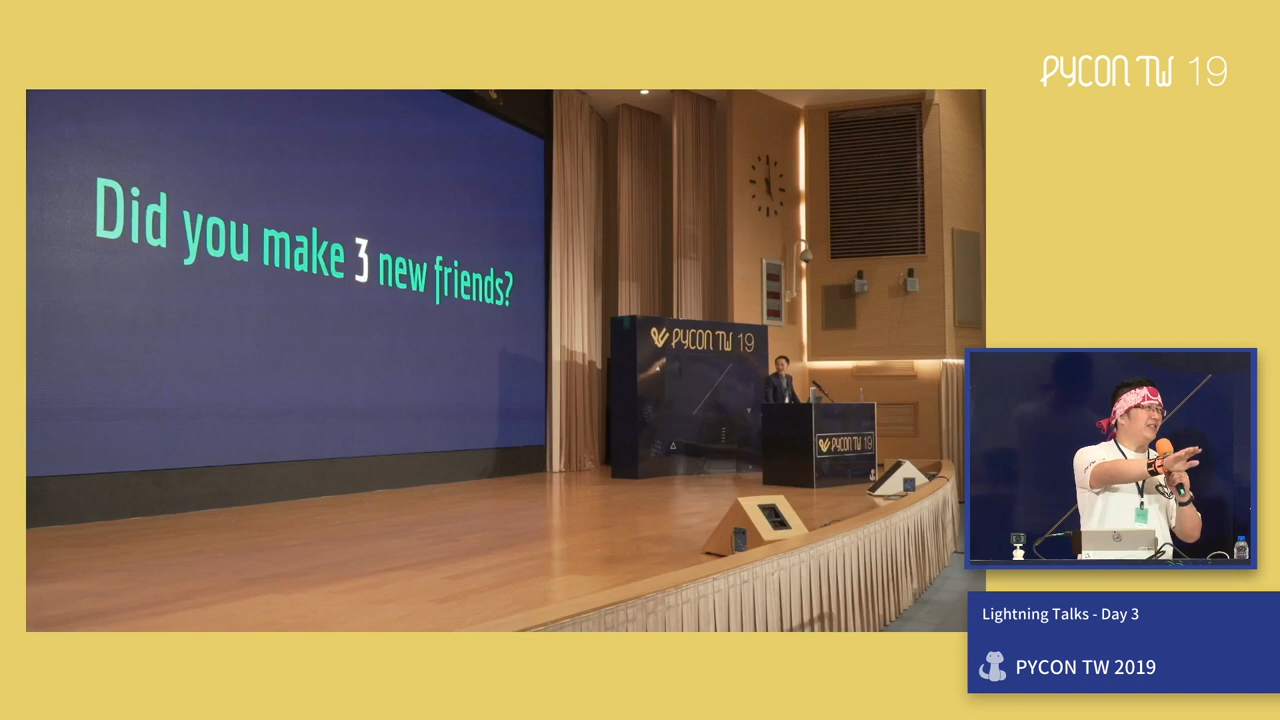 PYCON TW 19
Did you make 3 new friends?
PYCON TW 19
PYCON TW 19
Lightning Talks - Day 3
PYCON TW 2019